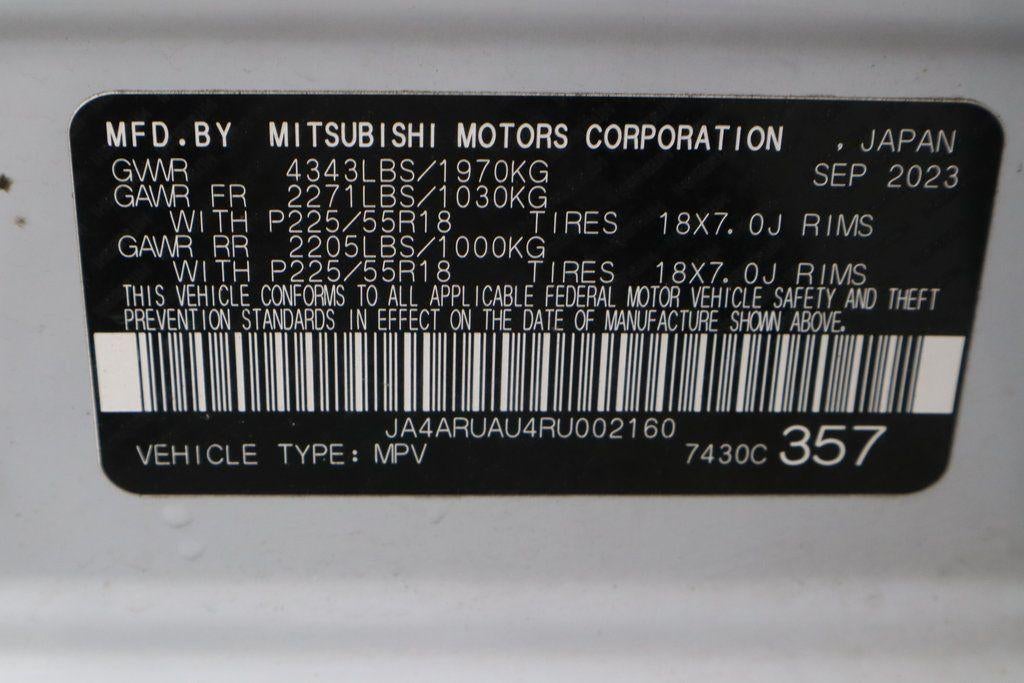 MFD.BY MITSUBISHI MOTORS CORPORATION , JAPAN
GWVR 4343LBS/1970KG SEP 2023
GAWR FR 2271LBS/1030KG
WITH P225/55R18 TIRES 18X7.0J RIMS
GAWR RR 2205LBS/1000KG
WITH P225/55R18 TIRES 18X7.0J RIMS
THIS VEHICLE CONFORMS TO ALL APPLICABLE FEDERAL MOTOR VEHICLE SAFETY AND THEFT
PREVENTION STANDARDS IN EFFECT ON THE DATE OF MANUFACTURE SHOWN ABOVE.
JA4ARUAU4RU002160
VEHICLE TYPE: MPV 7430C 357